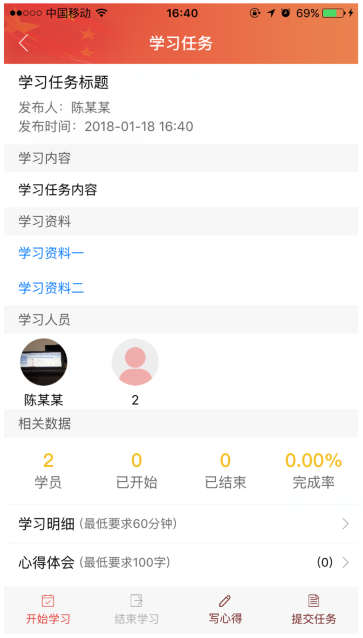 中国移动 16:40 69%
学习任务
学习任务标题
发布人：陈某某
发布时间：2018-01-18 16:40
学习内容
学习任务内容
学习资料
学习资料一
学习资料二
学习人员
陈某某 2
相关数据
2 0 0 0.00%
学员 已开始 已结束 完成率
学习明细 (最低要求60分钟)
心得体会 (最低要求100字) (0)
开始学习 结束学习 写心得 提交任务